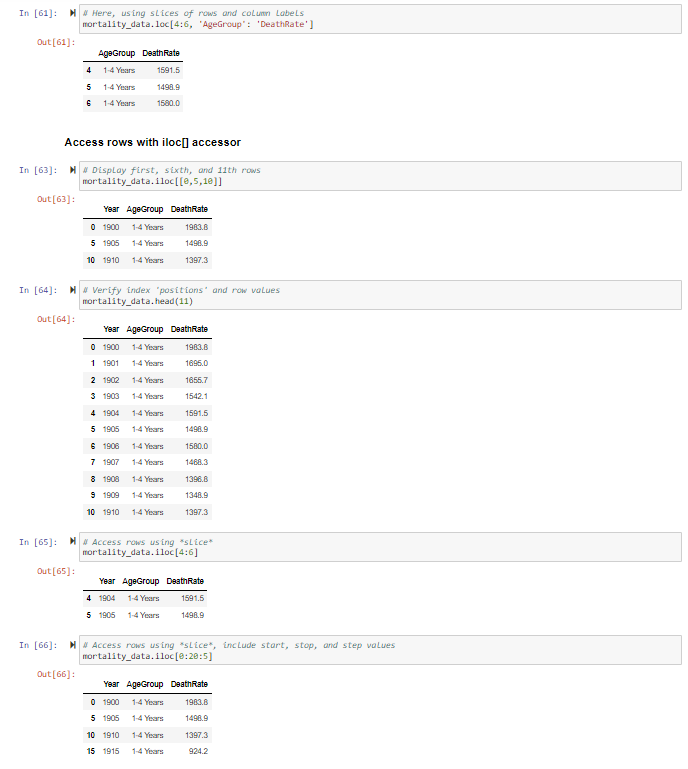 In [61]: # Here, using slices of rows and column labels
mortality_data.loc[4:6, 'AgeGroup': 'DeathRate']
Out[61]:
AgeGroup DeathRate
4 1-4 Years 1591.5
5 1-4 Years 1498.9
6 1-4 Years 1580.0
Access rows with iloc[] accessor
In [63]: # Display first, sixth, and 11th rows
mortality_data.iloc[[0,5,10]]
Out[63]:
Year AgeGroup DeathRate
0 1900 1-4 Years 1983.8
5 1905 1-4 Years 1498.9
10 1910 1-4 Years 1397.3
In [64]: # Verify index 'positions' and row values
mortality_data.head(11)
Out[64]:
Year AgeGroup DeathRate
0 1900 1-4 Years 1983.8
1 1901 1-4 Years 1695.0
2 1902 1-4 Years 1655.7
3 1903 1-4 Years 1542.1
4 1904 1-4 Years 1591.5
5 1905 1-4 Years 1498.9
6 1906 1-4 Years 1580.0
7 1907 1-4 Years 1468.3
8 1908 1-4 Years 1396.8
9 1909 1-4 Years 1348.9
10 1910 1-4 Years 1397.3
In [65]: # Access rows using *slice*
mortality_data.iloc[4:6]
Out[65]:
Year AgeGroup DeathRate
4 1904 1-4 Years 1591.5
5 1905 1-4 Years 1498.9
In [66]: # Access rows using *slice*, include start, stop, and step values
mortality_data.iloc[0:20:5]
Out[66]:
Year AgeGroup DeathRate
0 1900 1-4 Years 1983.8
5 1905 1-4 Years 1498.9
10 1910 1-4 Years 1397.3
15 1915 1-4 Years 924.2